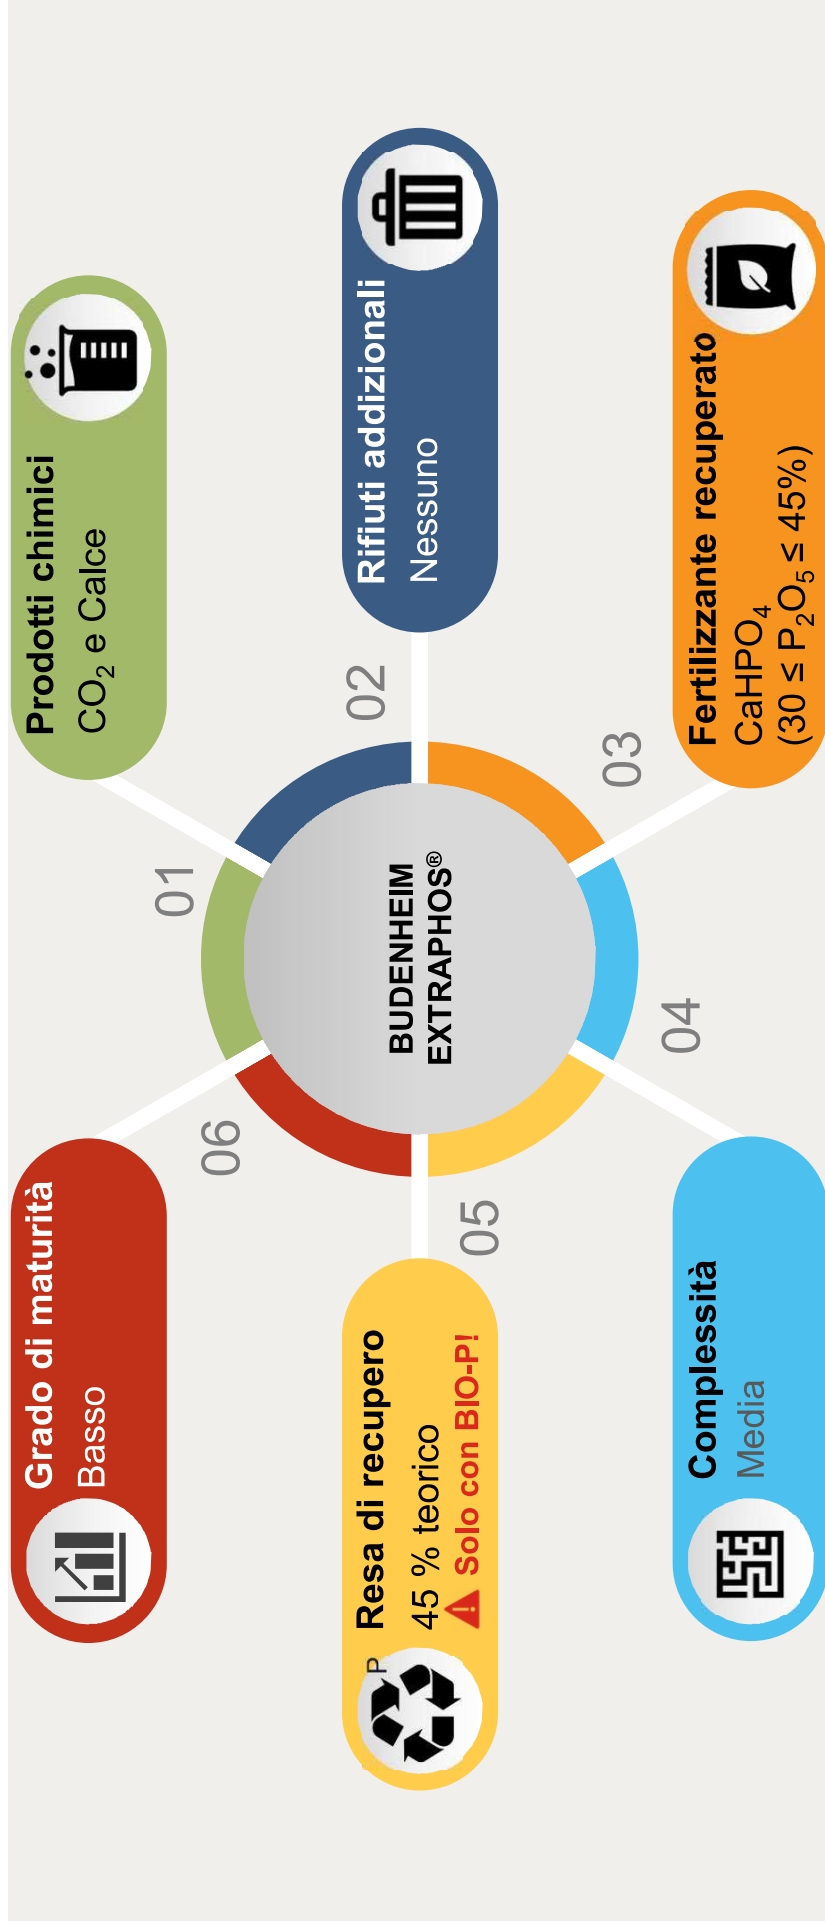 BUDENHEIM
EXTRAPHOS®
01
Prodotti chimici
CO₂ e Calce
02
Rifiuti addizionali
Nessuno
03
Fertilizzante recuperato
CaHPO₄
(30 ≤ P₂O₅ ≤ 45%)
04
Complessità
Media
05
P
Resa di recupero
45 % teorico
Solo con BIO-P!
06
Grado di maturità
Basso